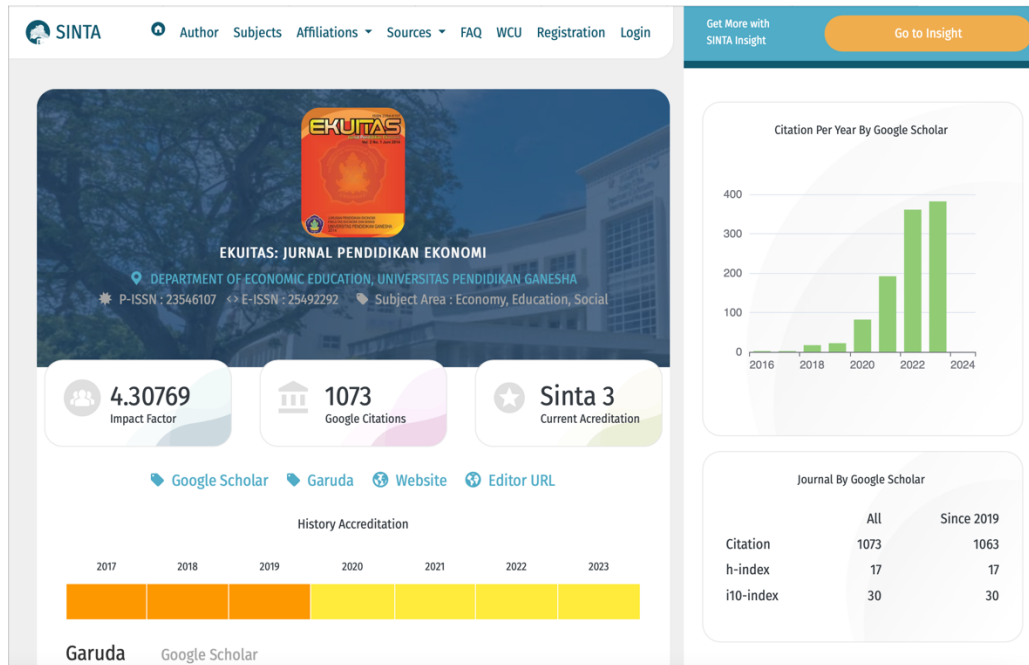 SINTA
Author Subjects Affiliations Sources FAQ WCU Registration Login
Get More with
SINTA Insight
Go to Insight
EKUITAS
EKUITAS: JURNAL PENDIDIKAN EKONOMI
DEPARTMENT OF ECONOMIC EDUCATION, UNIVERSITAS PENDIDIKAN GANESHA
P-ISSN : 23546107 <> E-ISSN : 25492292 Subject Area : Economy, Education, Social
4.30769
Impact Factor
1073
Google Citations
Sinta 3
Current Acreditation
Google Scholar Garuda Website Editor URL
History Accreditation
2017 2018 2019 2020 2021 2022 2023
Garuda Google Scholar
Citation Per Year By Google Scholar
400
300
200
100
0
2016 2018 2020 2022 2024
Journal By Google Scholar
All Since 2019
Citation 1073 1063
h-index 17 17
i10-index 30 30